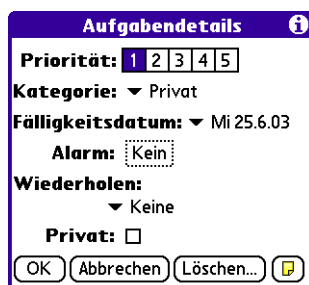 Aufgabendetails i
Priorität: 1 2 3 4 5
Kategorie: Privat
Fälligkeitsdatum: Mi 25.6.03
Alarm: Kein
Wiederholen:
Keine
Privat:
OK Abbrechen Löschen...